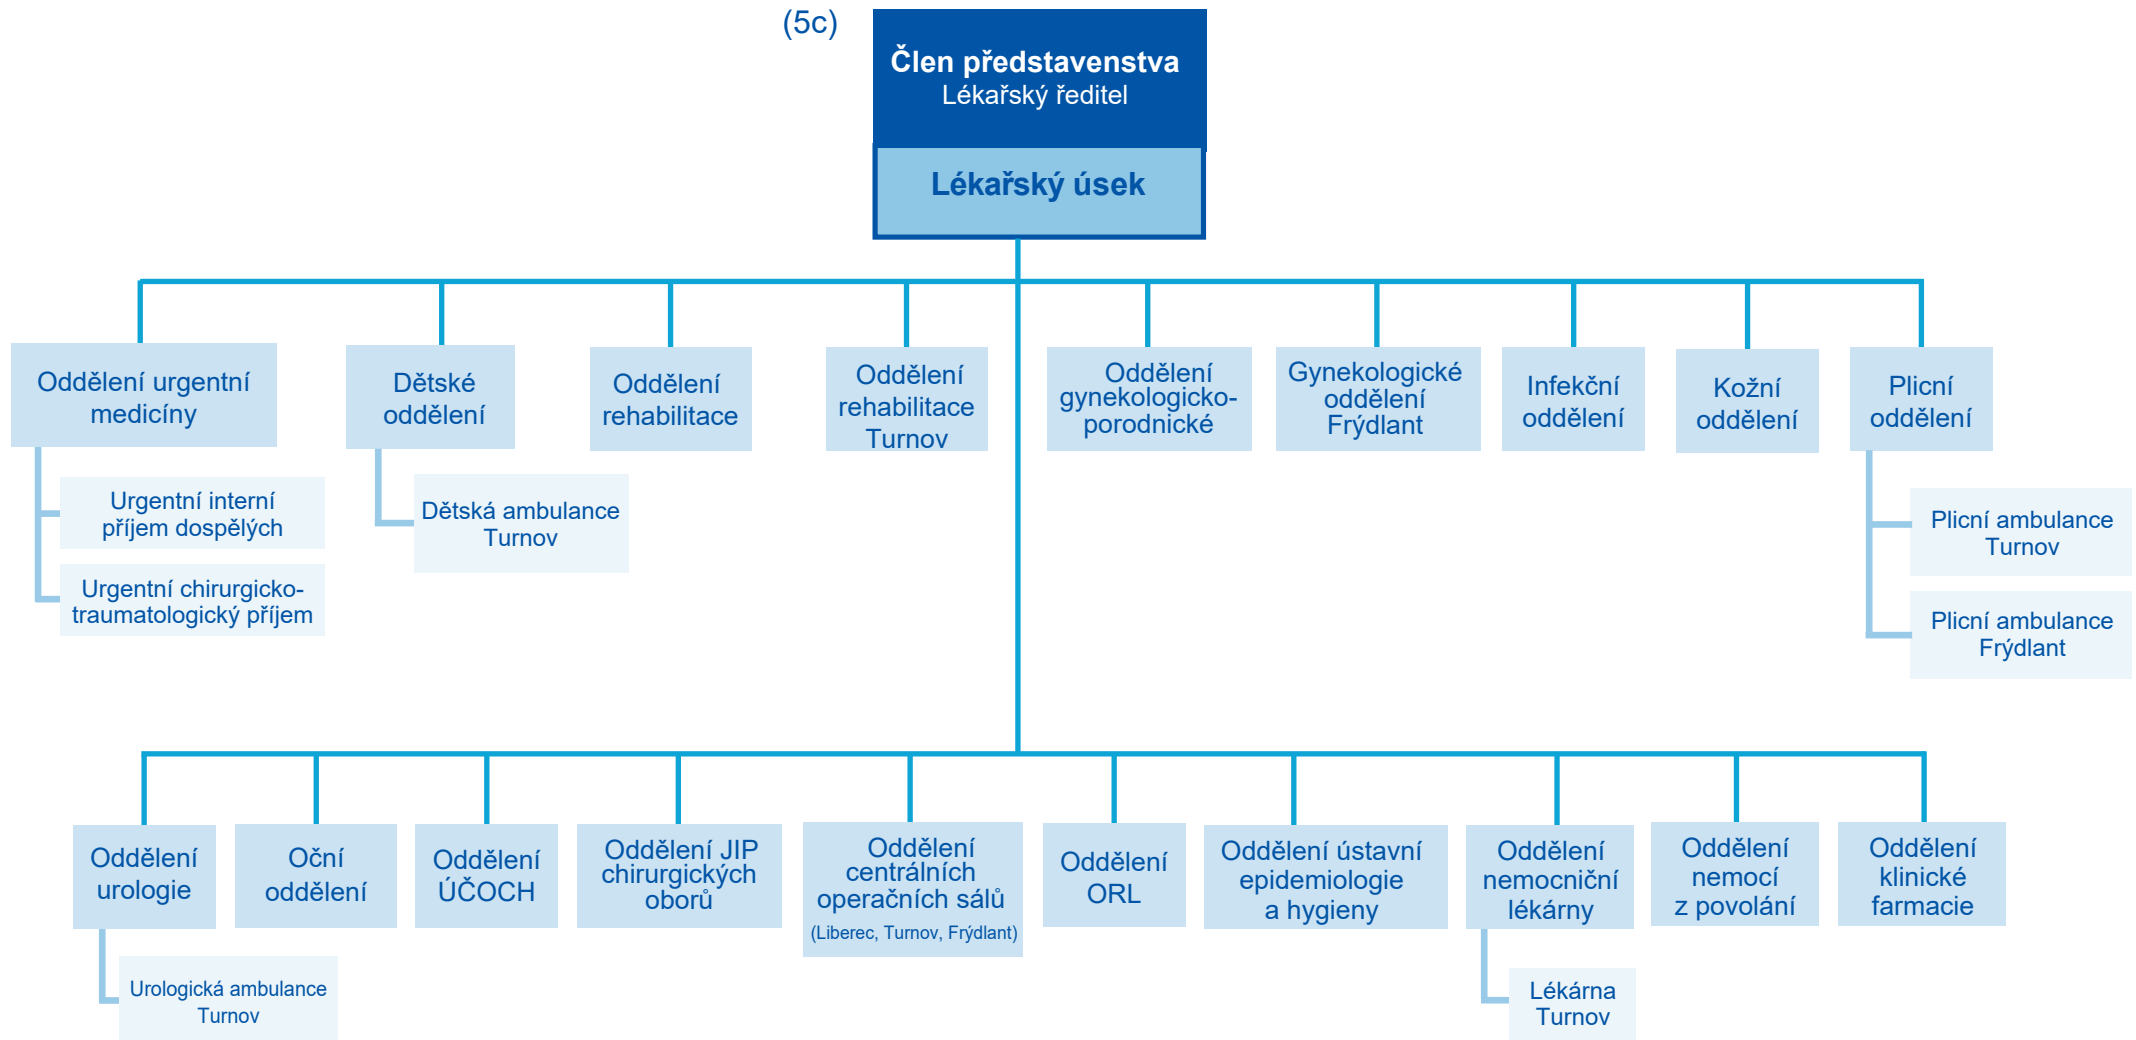 (5c)
Člen představenstva
Lékařský ředitel
Lékařský úsek
Oddělení urgentní
medicíny
Dětské
oddělení
Oddělení
rehabilitace
Oddělení
rehabilitace
Turnov
Oddělení
gynekologicko-
porodnické
Gynekologické
oddělení
Frýdlant
Infekční
oddělení
Kožní
oddělení
Plicní
oddělení
Urgentní interní
příjem dospělých
Urgentní chirurgicko-
traumatologický příjem
Dětská ambulance
Turnov
Plicní ambulance
Turnov
Plicní ambulance
Frýdlant
Oddělení
urologie
Oční
oddělení
Oddělení
ÚČOCH
Oddělení JIP
chirurgických
oborů
Oddělení
centrálních
operačních sálů
(Liberec, Turnov, Frýdlant)
Oddělení
ORL
Oddělení ústavní
epidemiologie
a hygieny
Oddělení
nemocniční
lékárny
Oddělení
nemocí
z povolání
Oddělení
klinické
farmacie
Urologická ambulance
Turnov
Lékárna
Turnov